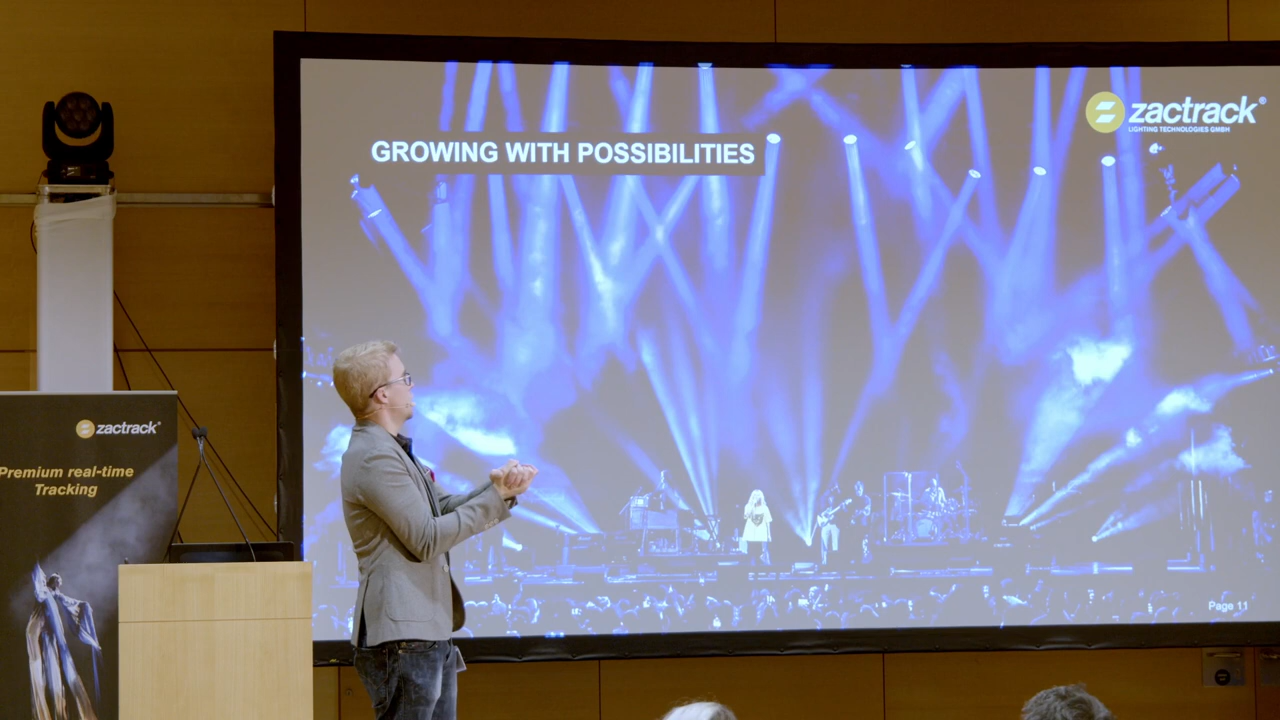 GROWING WITH POSSIBILITIES
zactrack®
LIGHTING TECHNOLOGIES GMBH
zactrack®
Premium real-time
Tracking
Page 11